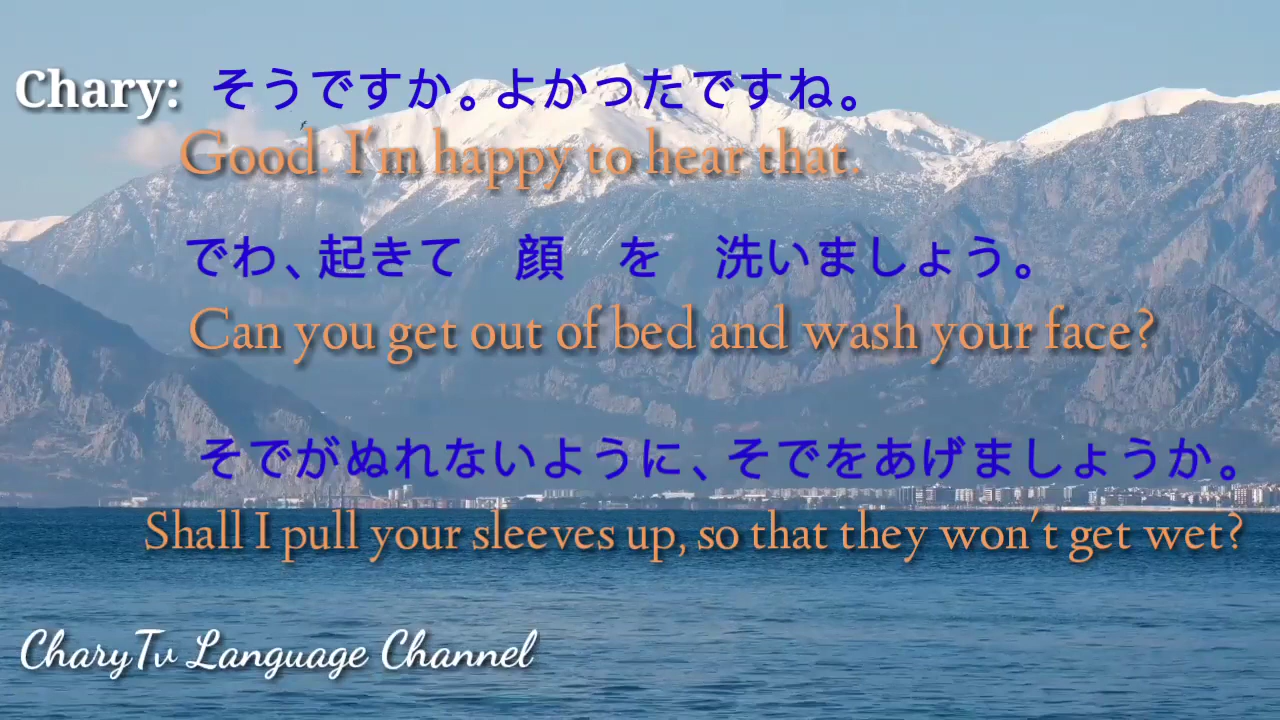 Chary: そうですか。よかったですね。
Good. I'm happy to hear that.
でわ、起きて　顔　を　洗いましょう。
Can you get out of bed and wash your face?
そでがぬれないように、そでをあげましょうか。
Shall I pull your sleeves up, so that they won't get wet?
CharyTv Language Channel